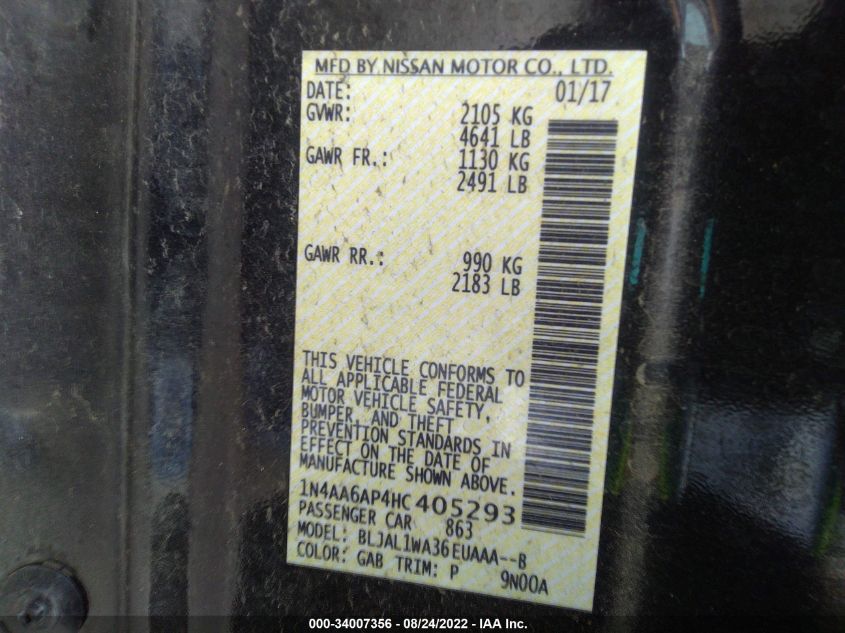 MFD BY NISSAN MOTOR CO., LTD.
DATE: 01/17
GVWR: 2105 KG
4641 LB
GAWR FR.: 1130 KG
2491 LB
GAWR RR.: 990 KG
2183 LB
THIS VEHICLE CONFORMS TO
ALL APPLICABLE FEDERAL
MOTOR VEHICLE SAFETY,
BUMPER, AND THEFT
PREVENTION STANDARDS IN
EFFECT ON THE DATE OF
MANUFACTURE SHOWN ABOVE.
1N4AA6AP4HC405293
PASSENGER CAR 863
MODEL: BLJAL1WA36EUAAA--B
COLOR: GAB TRIM: P 9N00A
000-34007356 - 08/24/2022 - IAA Inc.